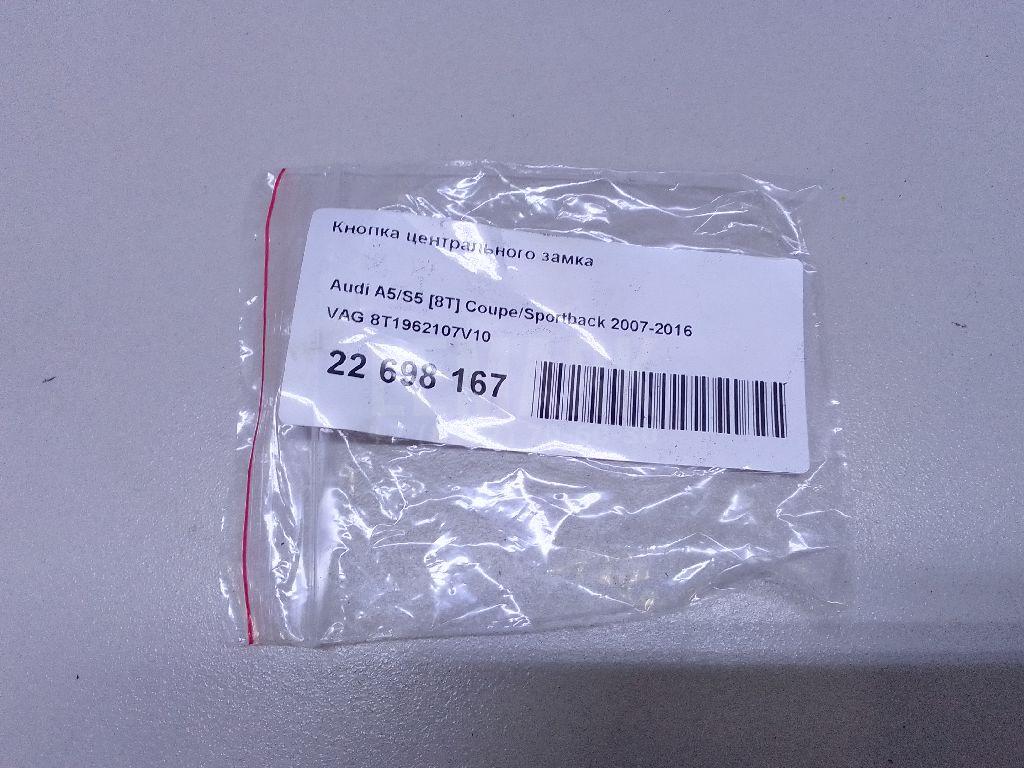 Кнопка центрального замка
Audi A5/S5 [8T] Coupe/Sportback 2007-2016
VAG 8T1962107V10
22 698 167